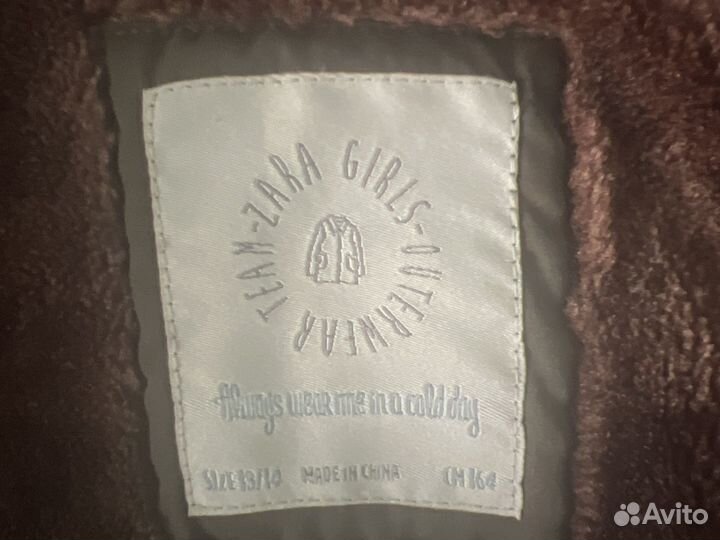 ZARA GIRLS - OUTERWEAR TEAM -
Always wear me in a cold day
SIZE 13/14 MADE IN CHINA CM 164
Avito